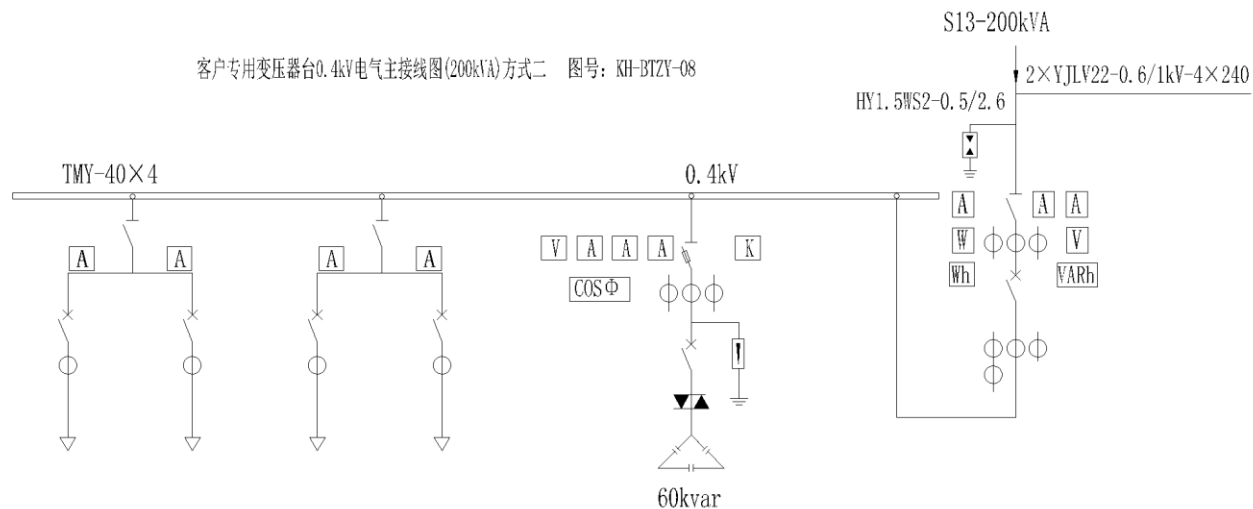 S13-200kVA
客户专用变压器台0.4kV电气主接线图(200kVA)方式二 图号: KH-BTZY-08
2×YJLV22-0.6/1kV-4×240
HY1.5WS2-0.5/2.6
TMY-40×4
0.4kV
A A A
W V
Wh VARh
A A A A
V A A A K
COSΦ
60kvar